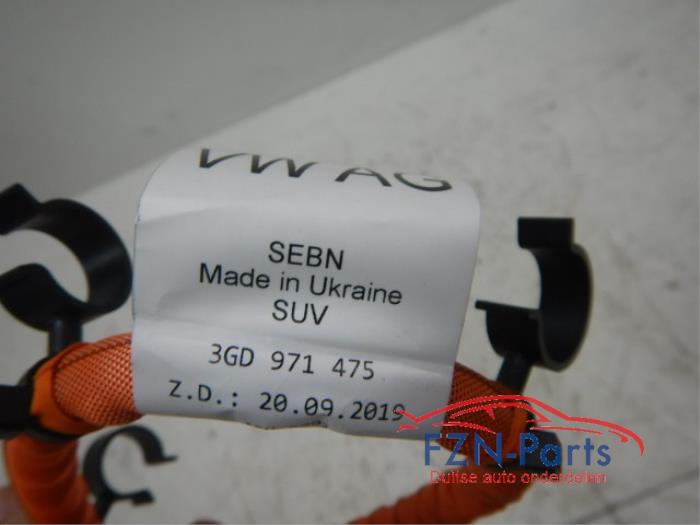 VW AG
SEBN
Made in Ukraine
SUV
3GD 971 475
Z.D.: 20.09.2019
FZN-Parts
Duitse auto onderdelen